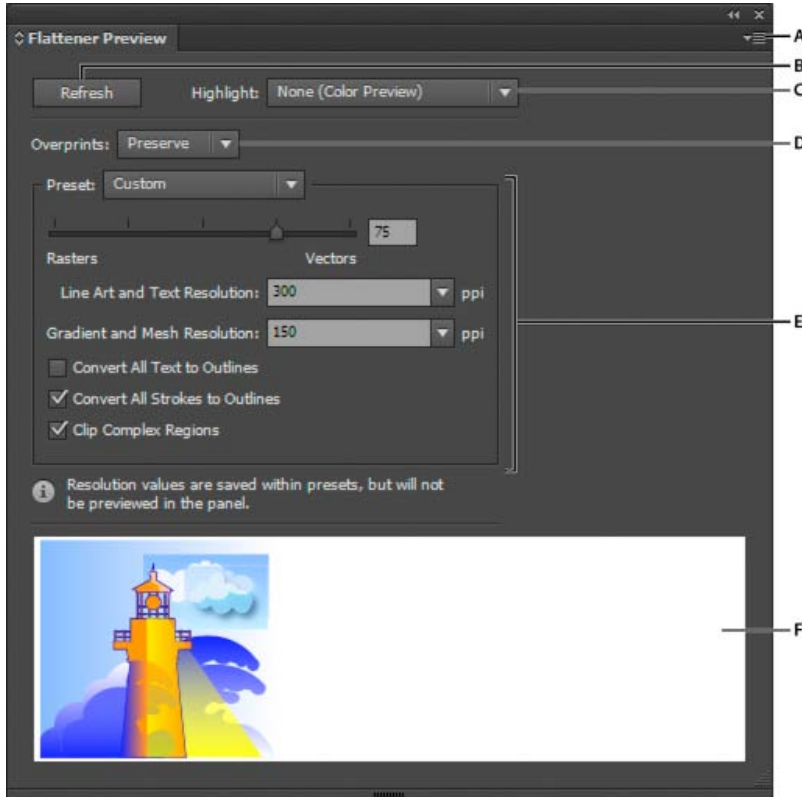 Flattener Preview
A
B
Refresh Highlight: None (Color Preview)
C
Overprints: Preserve
D
Preset: Custom
75
Rasters Vectors
Line Art and Text Resolution: 300 ppi
E
Gradient and Mesh Resolution: 150 ppi
Convert All Text to Outlines
Convert All Strokes to Outlines
Clip Complex Regions
Resolution values are saved within presets, but will not
be previewed in the panel.
F